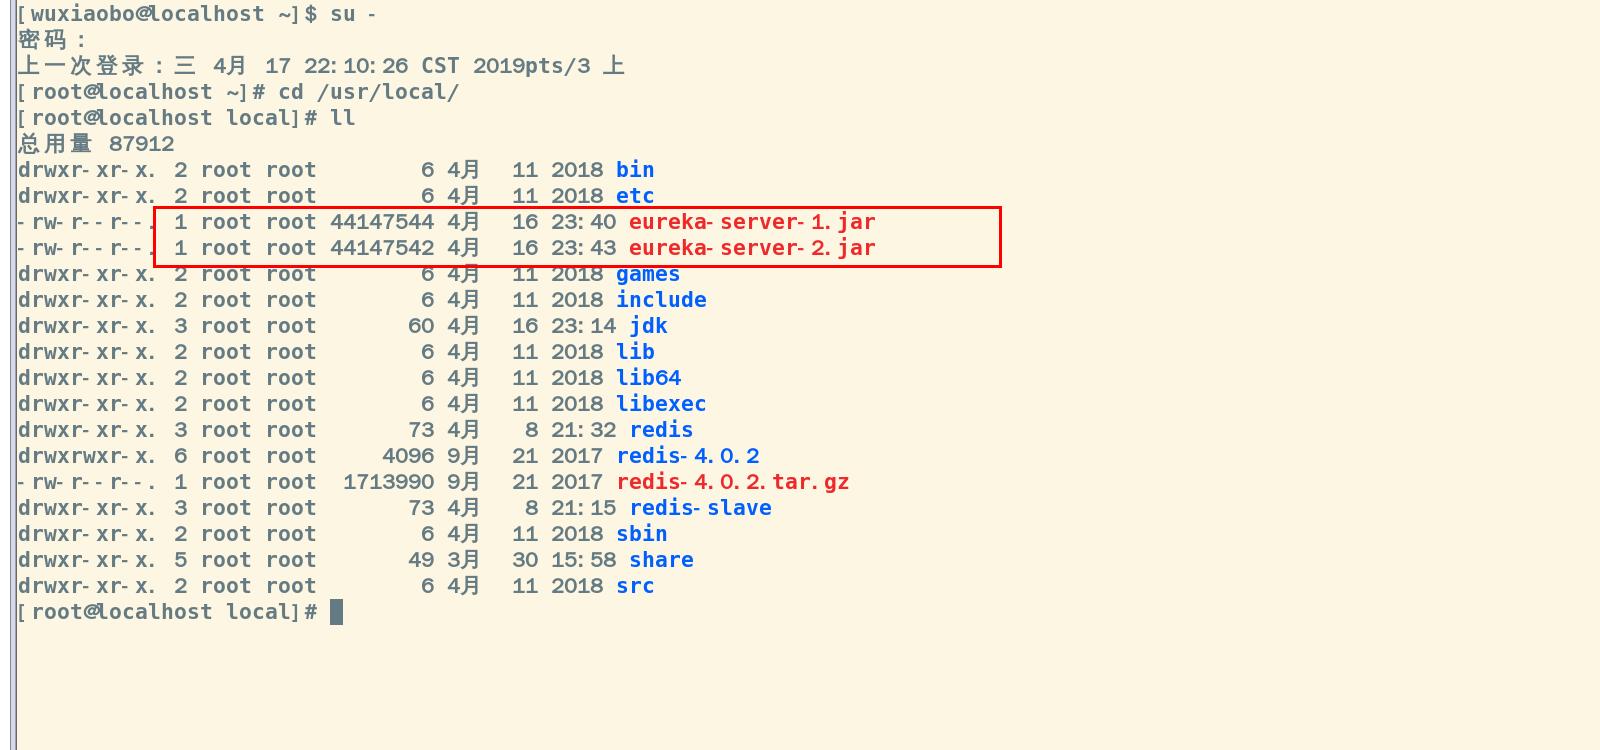 [wuxiaobo@localhost ~]$ su -
密码：
上一次登录：三 4月 17 22:10:26 CST 2019pts/3 上
[root@localhost ~]# cd /usr/local/
[root@localhost local]# ll
总用量 87912
drwxr-xr-x. 2 root root        6 4月  11 2018 bin
drwxr-xr-x. 2 root root        6 4月  11 2018 etc
-rw-r--r--. 1 root root 44147544 4月  16 23:40 eureka-server-1.jar
-rw-r--r--. 1 root root 44147542 4月  16 23:43 eureka-server-2.jar
drwxr-xr-x. 2 root root        6 4月  11 2018 games
drwxr-xr-x. 2 root root        6 4月  11 2018 include
drwxr-xr-x. 3 root root       60 4月  16 23:14 jdk
drwxr-xr-x. 2 root root        6 4月  11 2018 lib
drwxr-xr-x. 2 root root        6 4月  11 2018 lib64
drwxr-xr-x. 2 root root        6 4月  11 2018 libexec
drwxr-xr-x. 3 root root       73 4月   8 21:32 redis
drwxrwxr-x. 6 root root     4096 9月  21 2017 redis-4.0.2
-rw-r--r--. 1 root root  1713990 9月  21 2017 redis-4.0.2.tar.gz
drwxr-xr-x. 3 root root       73 4月   8 21:15 redis-slave
drwxr-xr-x. 2 root root        6 4月  11 2018 sbin
drwxr-xr-x. 5 root root       49 3月  30 15:58 share
drwxr-xr-x. 2 root root        6 4月  11 2018 src
[root@localhost local]#